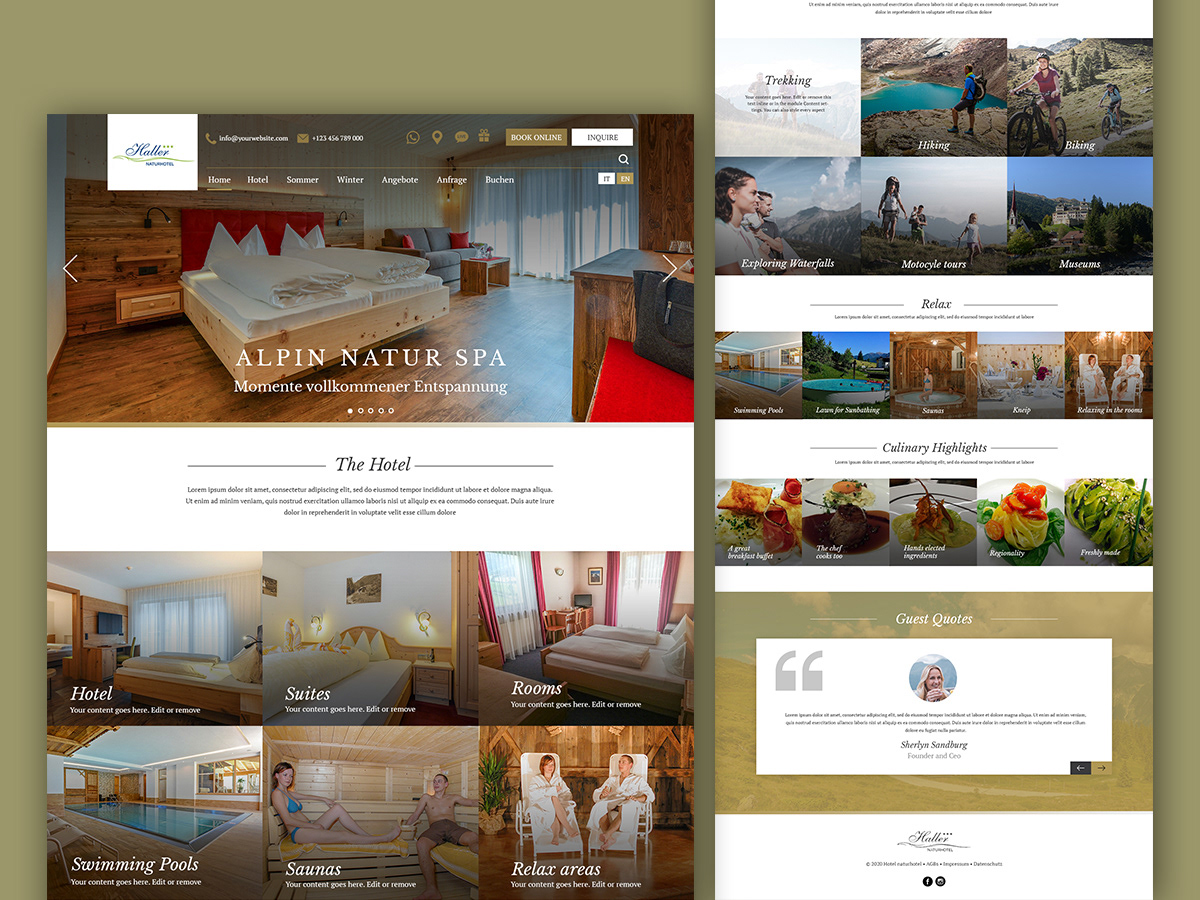 Haller
NATURHOTEL
info@yourwebsite.com
+123 456 789 000
BOOK ONLINE
INQUIRE
Home
Hotel
Sommer
Winter
Angebote
Anfrage
Buchen
IT
EN
ALPIN NATUR SPA
Momente vollkommener Entspannung
The Hotel
Lorem ipsum dolor sit amet, consectetur adipiscing elit, sed do eiusmod tempor incididunt ut labore et dolore magna aliqua.
Ut enim ad minim veniam, quis nostrud exercitation ullamco laboris nisi ut aliquip ex ea commodo consequat. Duis aute irure
dolor in reprehenderit in voluptate velit esse cillum dolore
Hotel
Your content goes here. Edit or remove
Suites
Your content goes here. Edit or remove
Rooms
Your content goes here. Edit or remove
Swimming Pools
Your content goes here. Edit or remove
Saunas
Your content goes here. Edit or remove
Relax areas
Your content goes here. Edit or remove
Ut enim ad minim veniam, quis nostrud exercitation ullamco laboris nisi ut aliquip ex ea commodo consequat. Duis aute irure
dolor in reprehenderit in voluptate velit esse cillum dolore
Trekking
Your content goes here. Edit to remove this
text inline or in the module Content set-
tings. You can also style every aspect
Hiking
Biking
Exploring Waterfalls
Motocyle tours
Museums
Relax
Lorem ipsum dolor sit amet, consectetur adipiscing elit, sed do eiusmod tempor incididunt ut labore
Swimming Pools
Lawn for Sunbathing
Saunas
Kneip
Relaxing in the rooms
Culinary Highlights
Lorem ipsum dolor sit amet, consectetur adipiscing elit, sed do eiusmod tempor incididunt ut labore
A great
breakfast buffet
The chef
cooks too
Hands elected
ingredients
Regionality
Freshly made
Guest Quotes
“
Lorem ipsum dolor sit amet, consectetur adipiscing elit, sed do eiusmod tempor incididunt ut labore et dolore magna aliqua. Ut enim ad minim veniam,
quis nostrud exercitation ullamco laboris nisi ut aliquip ex ea commodo consequat. Duis aute irure dolor in reprehenderit in voluptate velit esse cillum
dolore eu fugiat nulla pariatur.
Sherlyn Sandburg
Founder and Ceo
Haller
NATURHOTEL
© 2020 Hotel naturhotel • AGBs • Impressum • Datenschutz